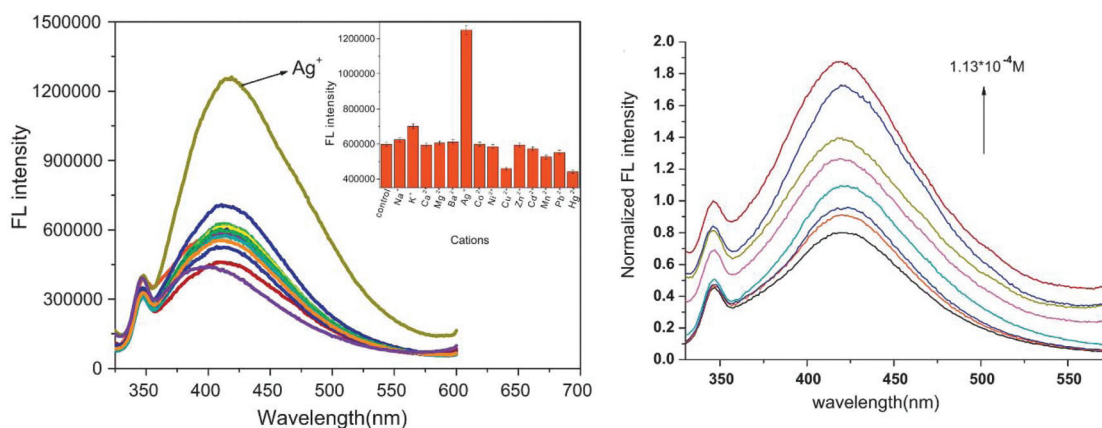 1500000
1200000
900000
600000
300000
0
FL intensity
350 400 450 500 550 600 650 700
Wavelength(nm)
Ag⁺
1200000
1000000
800000
600000
400000
FL intensity
control Na⁺ K⁺ Ca²⁺ Mg²⁺ Ba²⁺ Ag⁺ Co²⁺ Ni²⁺ Cu²⁺ Zn²⁺ Cd²⁺ Mn²⁺ Pb²⁺ Hg²⁺
Cations
2.0
1.8
1.6
1.4
1.2
1.0
0.8
0.6
0.4
0.2
0.0
Normalized FL intensity
350 400 450 500 550
wavelength(nm)
1.13*10⁻⁴M